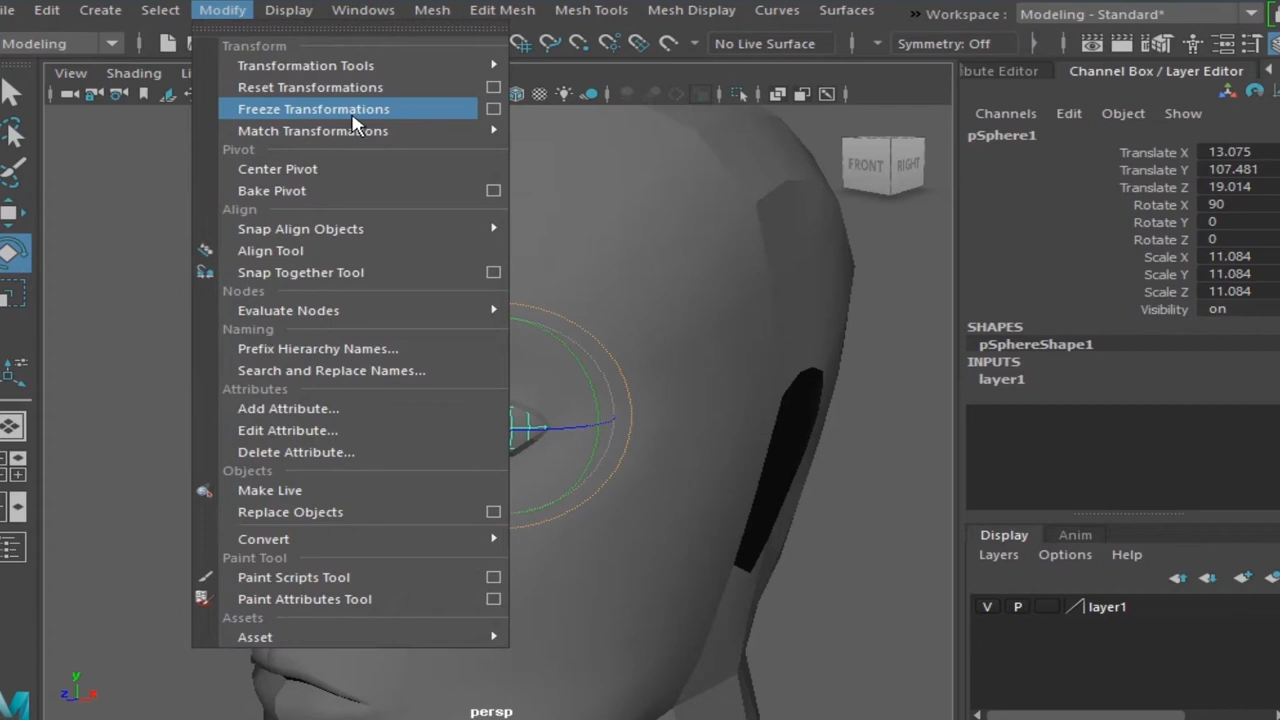 Edit Create Select Modify Display Windows Mesh Edit Mesh Mesh Tools Mesh Display Curves Surfaces Workspace: Modeling - Standard*
Modeling No Live Surface Symmetry: Off
View Shading
Transform
Transformation Tools
Reset Transformations
Freeze Transformations
Match Transformations
Pivot
Center Pivot
Bake Pivot
Align
Snap Align Objects
Align Tool
Snap Together Tool
Nodes
Evaluate Nodes
Naming
Prefix Hierarchy Names...
Search and Replace Names...
Attributes
Add Attribute...
Edit Attribute...
Delete Attribute...
Objects
Make Live
Replace Objects
Convert
Paint Tool
Paint Scripts Tool
Paint Attributes Tool
Assets
Asset
FRONT RIGHT
persp
y
z x
Editor Channel Box / Layer Editor
Channels Edit Object Show
pSphere1
Translate X 13.075
Translate Y 107.481
Translate Z 19.014
Rotate X 90
Rotate Y 0
Rotate Z 0
Scale X 11.084
Scale Y 11.084
Scale Z 11.084
Visibility on
SHAPES
pSphereShape1
INPUTS
layer1
Display Anim
Layers Options Help
V P layer1